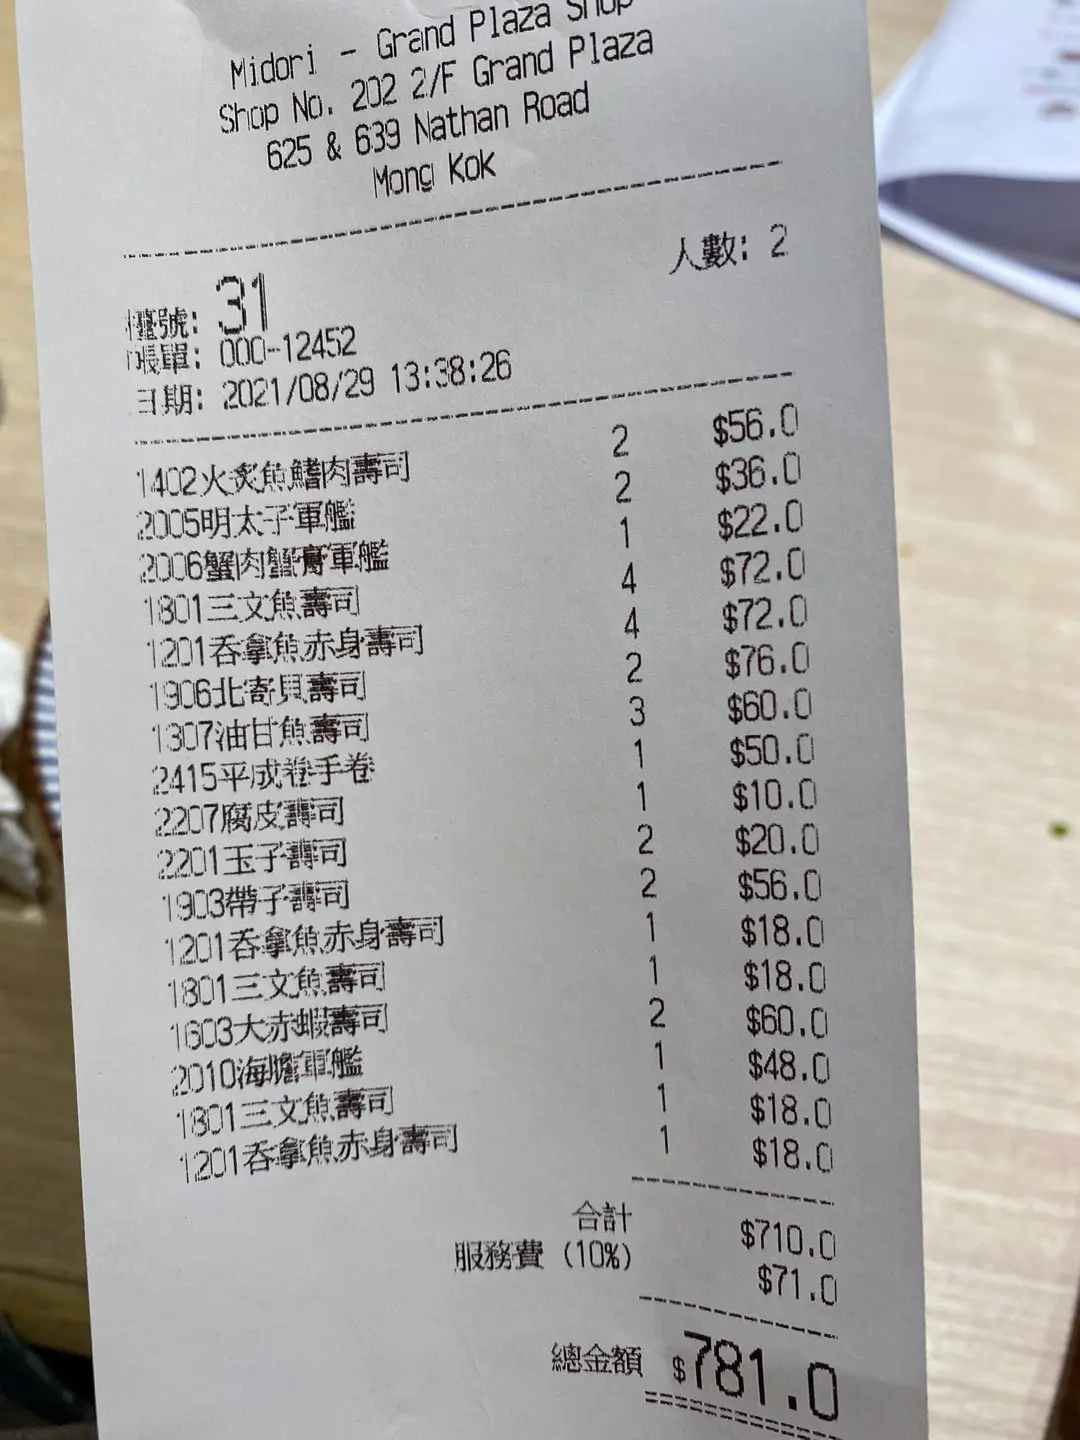 Midori - Grand Plaza Shop
Shop No. 202 2/F Grand Plaza
625 & 639 Nathan Road
Mong Kok
人數: 2
檯號: 31
帳單: 000-12452
日期: 2021/08/29 13:38:26
1402火炙魚鰭肉壽司 2 $56.0
2005明太子軍艦 2 $36.0
2006蟹肉蟹膏軍艦 1 $22.0
1801三文魚壽司 4 $72.0
1201吞拿魚赤身壽司 4 $72.0
1906北寄貝壽司 2 $76.0
1307油甘魚壽司 3 $60.0
2415平成卷手卷 1 $50.0
2207腐皮壽司 1 $10.0
2201玉子壽司 2 $20.0
1903帶子壽司 2 $56.0
1201吞拿魚赤身壽司 1 $18.0
1801三文魚壽司 1 $18.0
1603大赤蝦壽司 2 $60.0
2010海膽軍艦 1 $48.0
1801三文魚壽司 1 $18.0
1201吞拿魚赤身壽司 1 $18.0
合計 $710.0
服務費 (10%) $71.0
總金額 $781.0